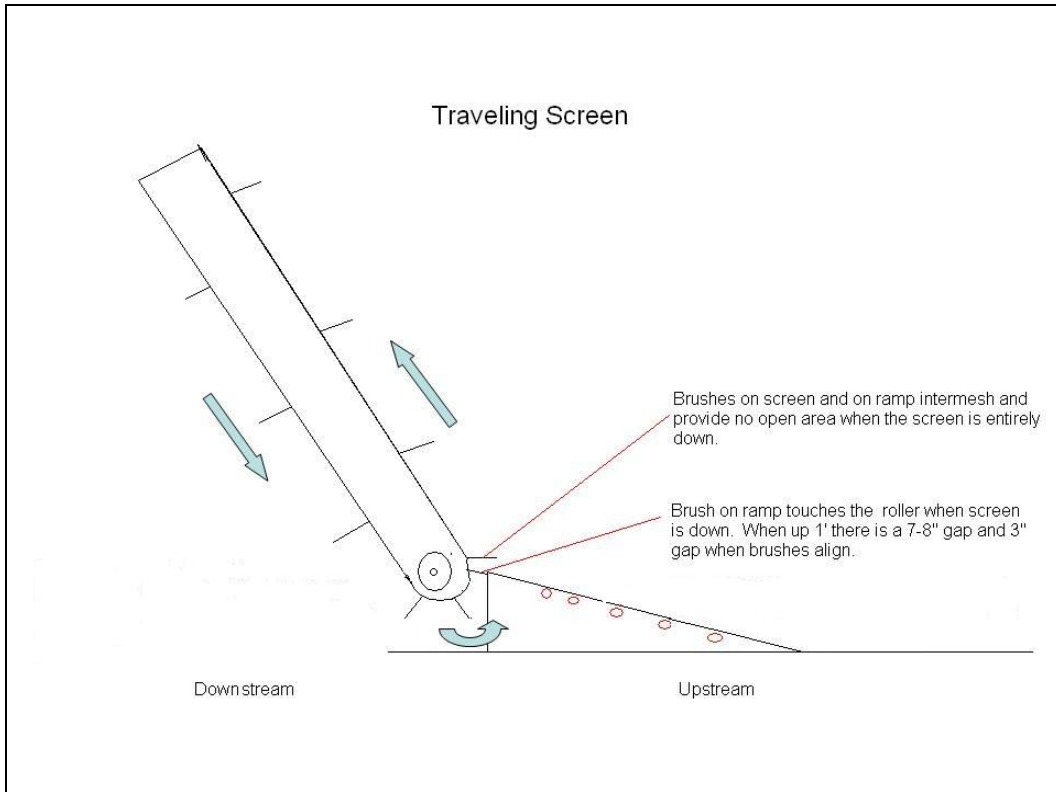 Traveling Screen
Brushes on screen and on ramp intermesh and
provide no open area when the screen is entirely
down.
Brush on ramp touches the roller when screen
is down. When up 1' there is a 7-8" gap and 3"
gap when brushes align.
Downstream
Upstream